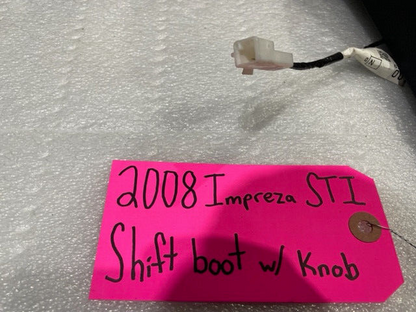 2008 Impreza STI
Shift boot w/ Knob